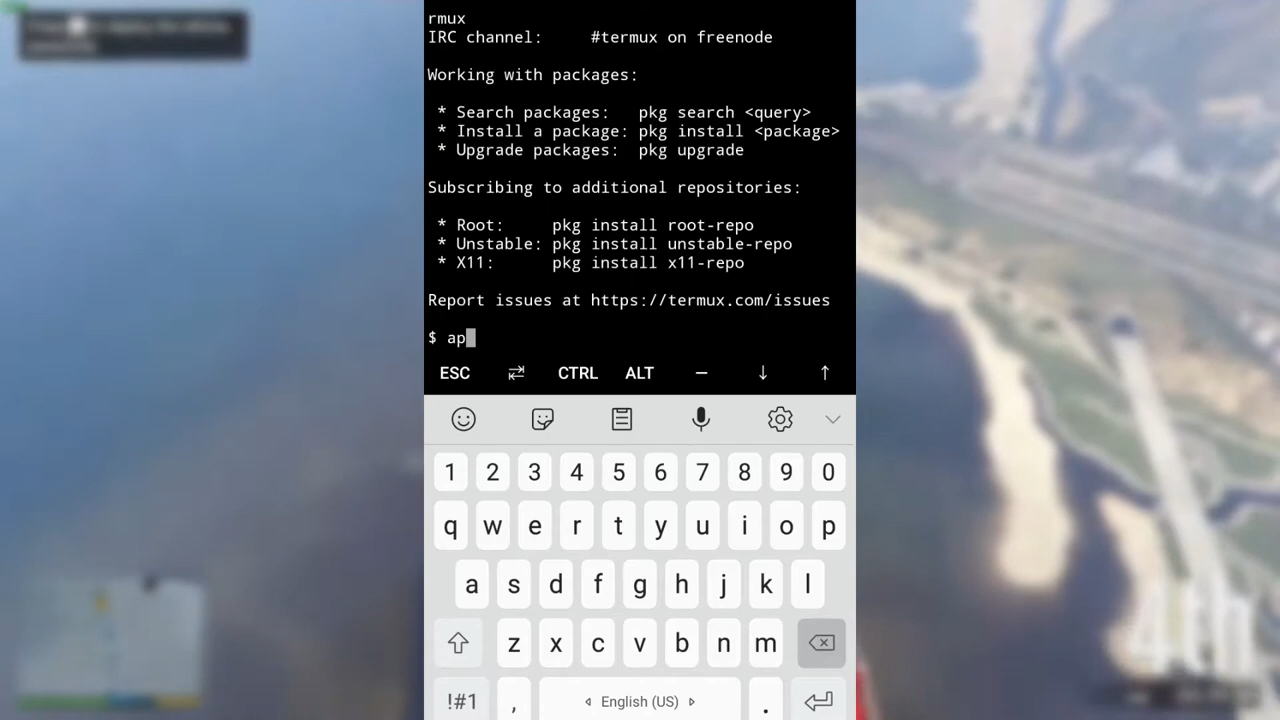 rmux
IRC channel: #termux on freenode
Working with packages:
* Search packages: pkg search <query>
* Install a package: pkg install <package>
* Upgrade packages: pkg upgrade
Subscribing to additional repositories:
* Root: pkg install root-repo
* Unstable: pkg install unstable-repo
* X11: pkg install x11-repo
Report issues at https://termux.com/issues
$ ap
ESC ⇄ CTRL ALT — ↓ ↑
1 2 3 4 5 6 7 8 9 0
q w e r t y u i o p
a s d f g h j k l
z x c v b n m
!#1 , English (US) .
4th